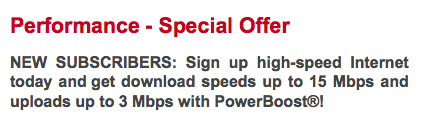 Performance - Special Offer
NEW SUBSCRIBERS: Sign up high-speed Internet
today and get download speeds up to 15 Mbps and
uploads up to 3 Mbps with PowerBoost®!